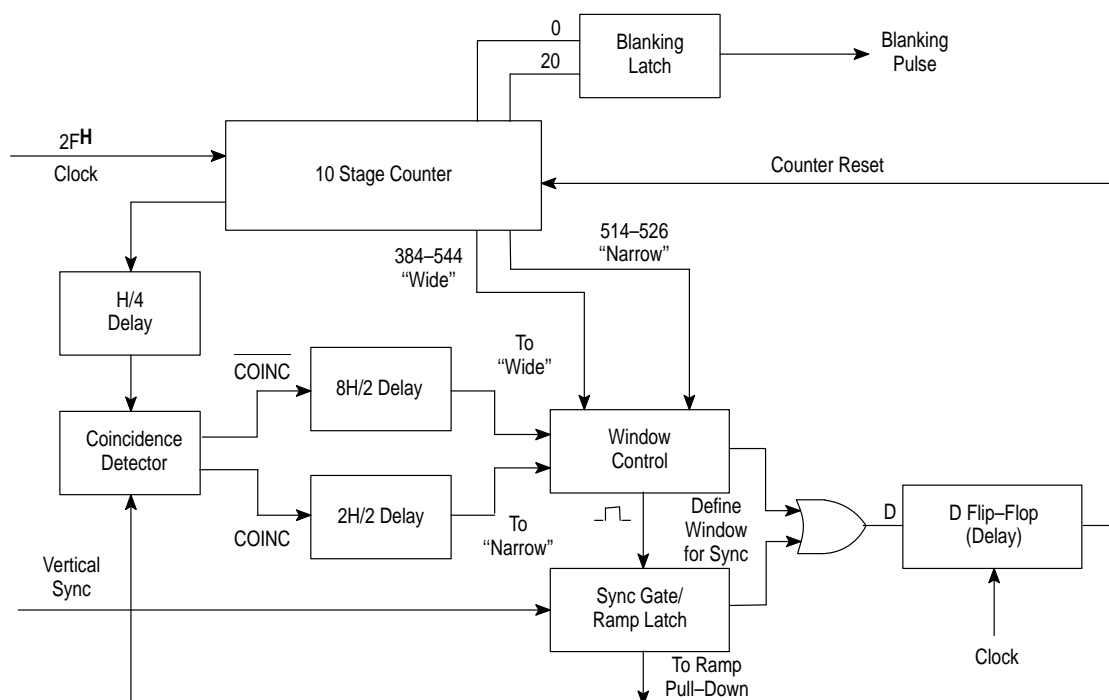 0
20
Blanking
Latch
Blanking
Pulse
2FH
Clock
10 Stage Counter
Counter Reset
384–544
“Wide”
514–526
“Narrow”
H/4
Delay
To
“Wide”
COINC
8H/2 Delay
Coincidence
Detector
Window
Control
COINC
2H/2 Delay
To
“Narrow”
Define
Window
for Sync
D
D Flip–Flop
(Delay)
Vertical
Sync
Sync Gate/
Ramp Latch
Clock
To Ramp
Pull–Down